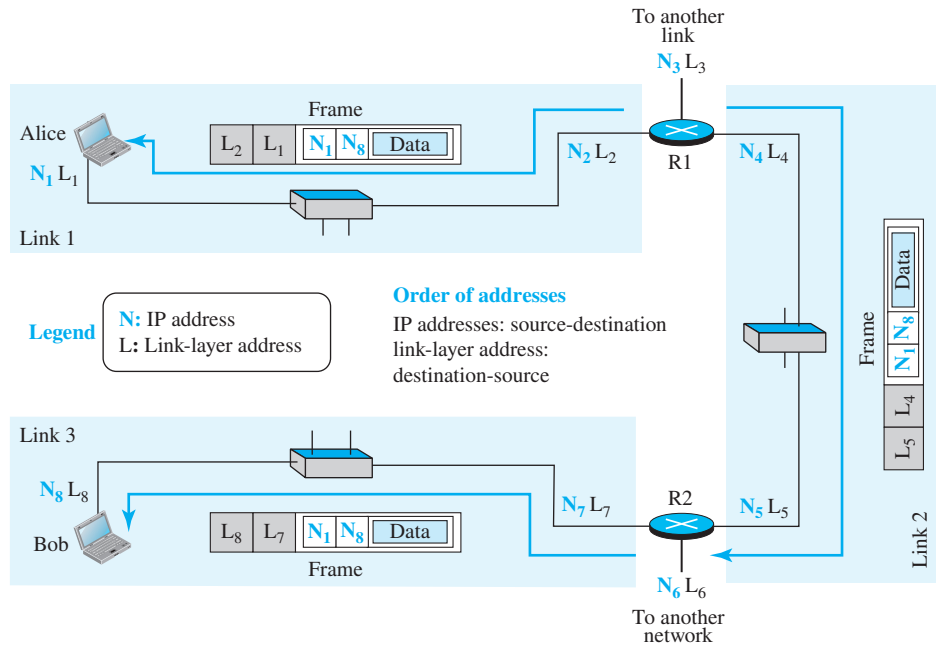 To another
link
N3 L3
Frame
Alice
L2 L1 N1 N8 Data
N1 L1
N2 L2
R1
N4 L4
Link 1
Legend
N: IP address
L: Link-layer address
Order of addresses
IP addresses: source-destination
link-layer address:
destination-source
Frame
L5 L4 N1 N8 Data
Link 2
Link 3
N8 L8
Bob
L8 L7 N1 N8 Data
Frame
N7 L7
R2
N5 L5
N6 L6
To another
network